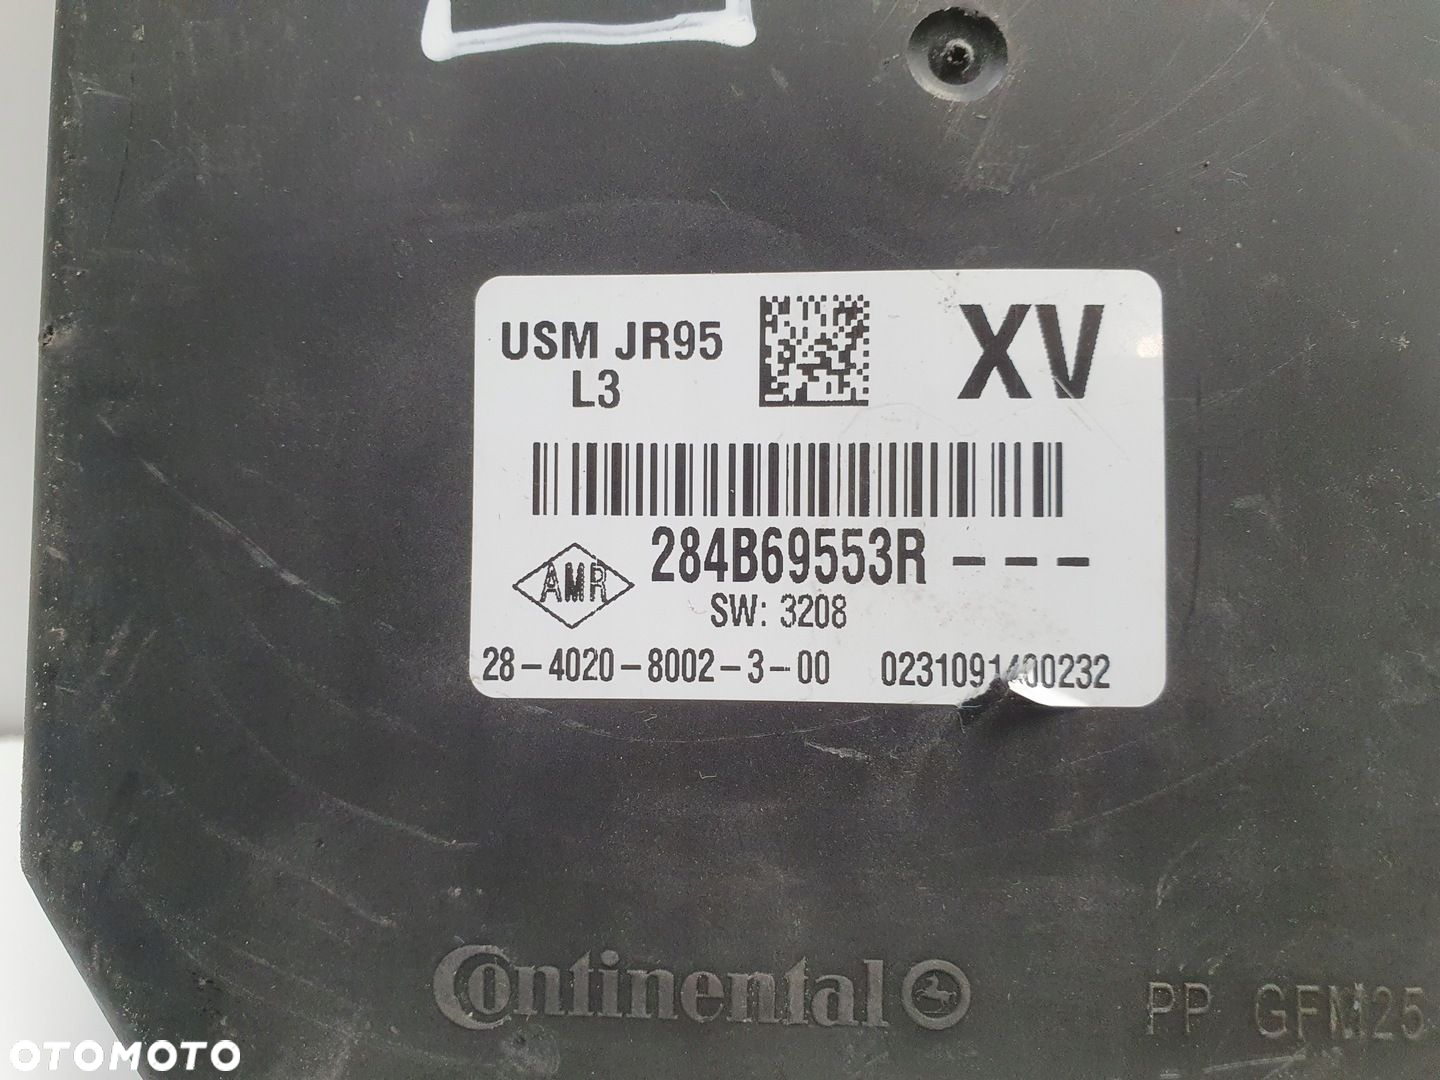 USM JR95
L3
XV
284B69553R ---
AMR
SW: 3208
28-4020-8002-3-00 0231091400232
Continental
PP GFM25
OTOMOTO